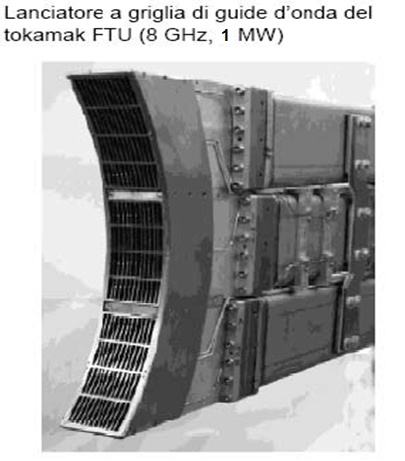 Lanciatore a griglia di guide d'onda del
tokamak FTU (8 GHz, 1 MW)